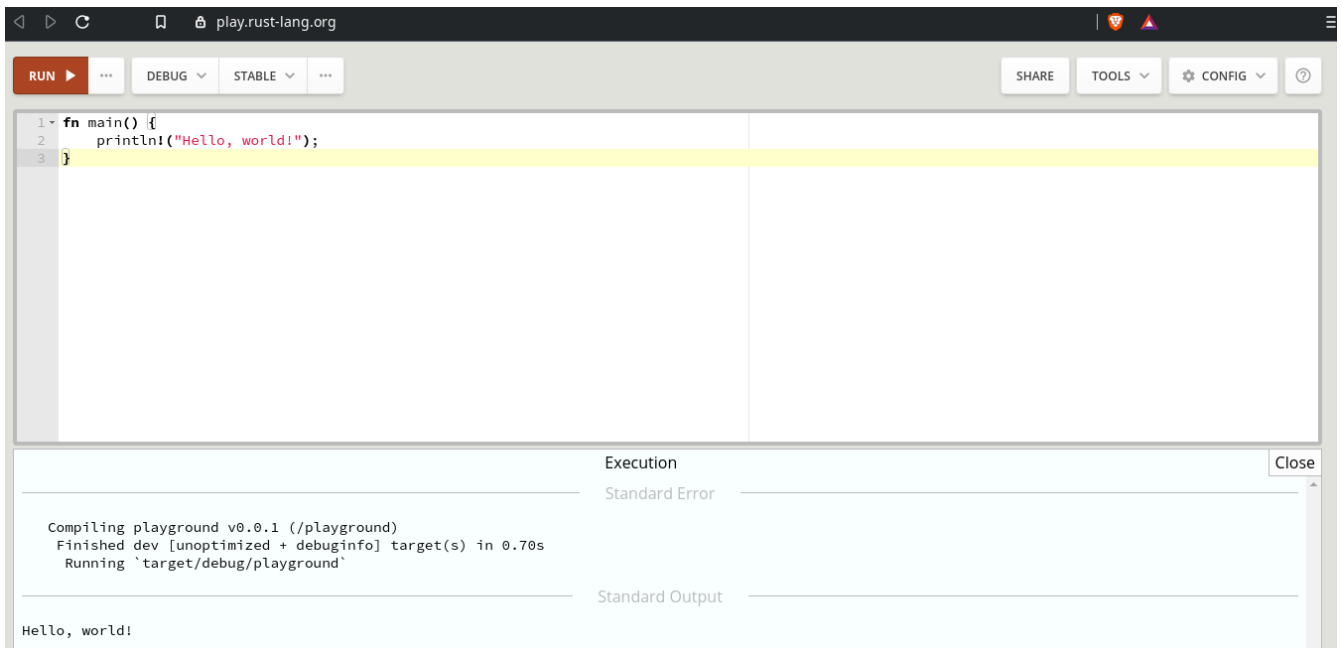 play.rust-lang.org
RUN ··· DEBUG STABLE ··· SHARE TOOLS CONFIG ?
1 fn main() {
2     println!("Hello, world!");
3 }
Execution Close
Standard Error
   Compiling playground v0.0.1 (/playground)
    Finished dev [unoptimized + debuginfo] target(s) in 0.70s
     Running `target/debug/playground`
Standard Output
Hello, world!